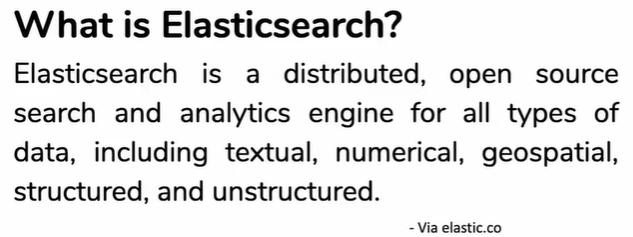 What is Elasticsearch?
Elasticsearch is a distributed, open source
search and analytics engine for all types of
data, including textual, numerical, geospatial,
structured, and unstructured.
- Via elastic.co